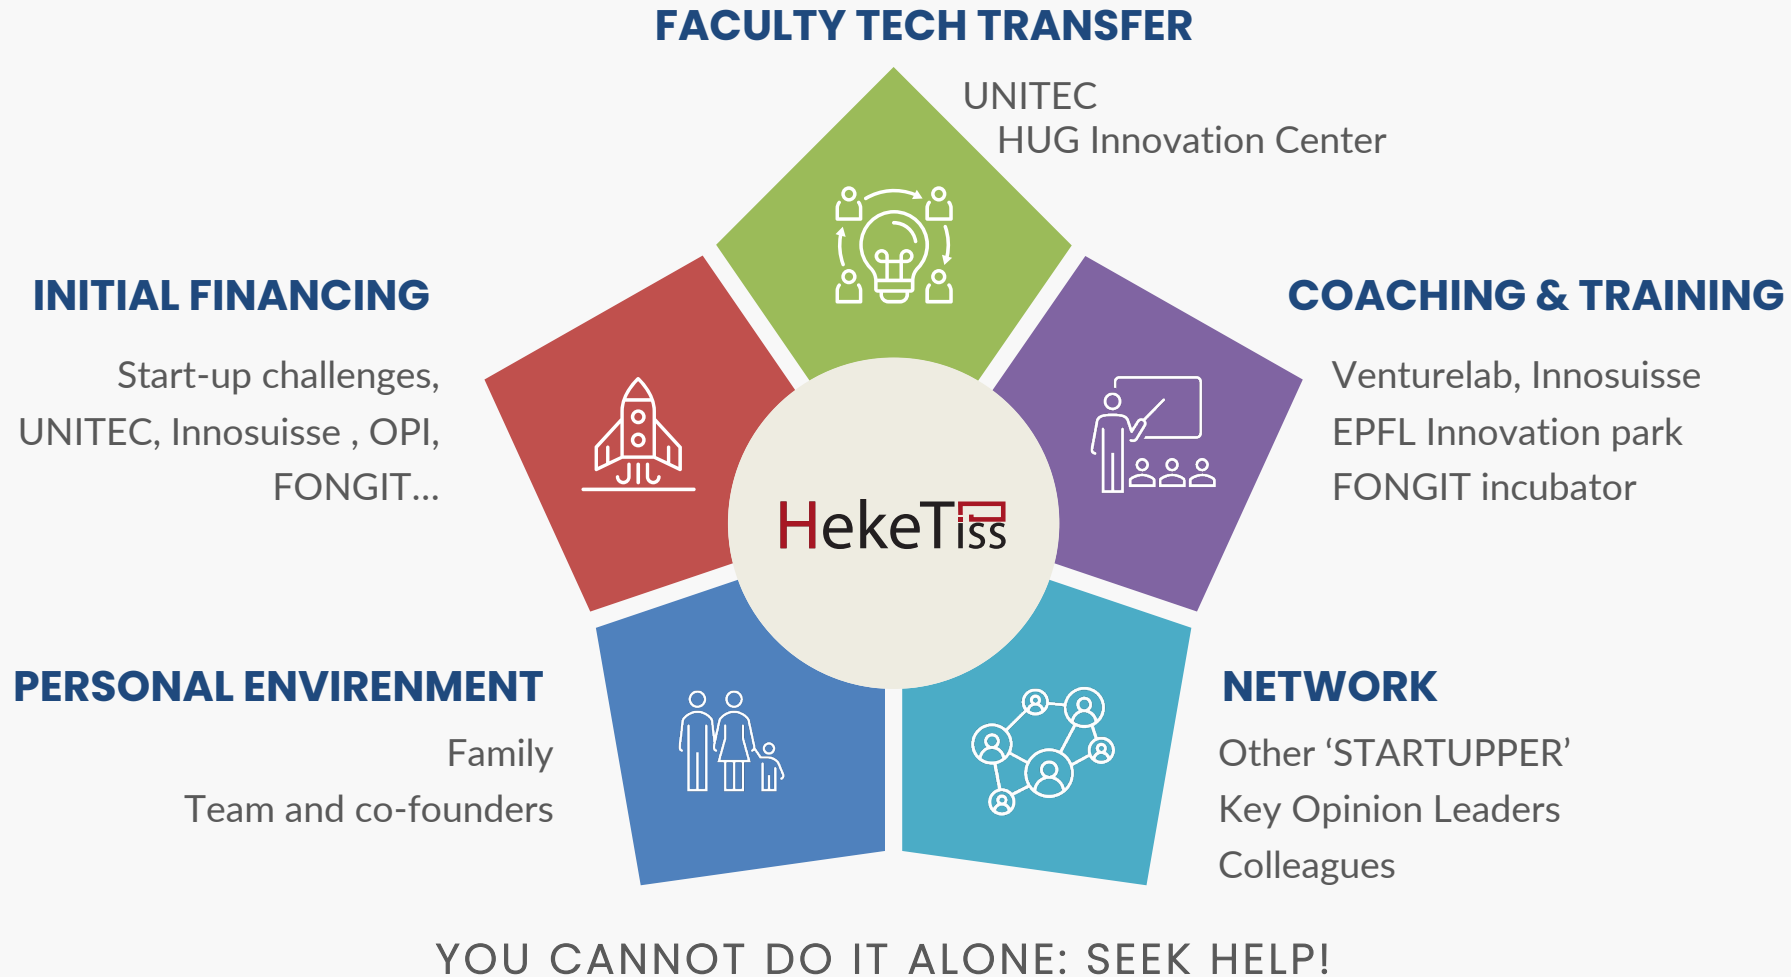 FACULTY TECH TRANSFER
UNITEC
HUG Innovation Center
INITIAL FINANCING
Start-up challenges,
UNITEC, Innosuisse , OPI,
FONGIT...
COACHING & TRAINING
Venturelab, Innosuisse
EPFL Innovation park
FONGIT incubator
HekeTiss
PERSONAL ENVIRENMENT
Family
Team and co-founders
NETWORK
Other ‘STARTUPPER’
Key Opinion Leaders
Colleagues
YOU CANNOT DO IT ALONE: SEEK HELP!